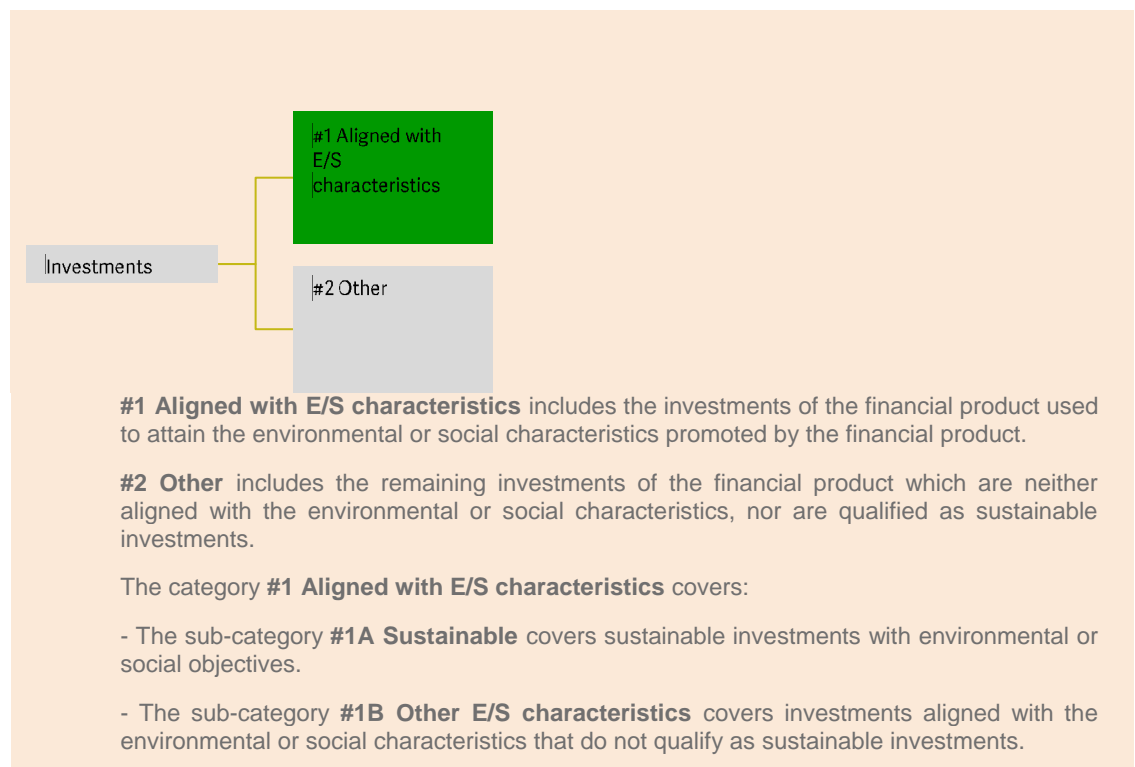 #1 Aligned with
E/S
characteristics
Investments
#2 Other
#1 Aligned with E/S characteristics includes the investments of the financial product used
to attain the environmental or social characteristics promoted by the financial product.
#2 Other includes the remaining investments of the financial product which are neither
aligned with the environmental or social characteristics, nor are qualified as sustainable
investments.
The category #1 Aligned with E/S characteristics covers:
- The sub-category #1A Sustainable covers sustainable investments with environmental or
social objectives.
- The sub-category #1B Other E/S characteristics covers investments aligned with the
environmental or social characteristics that do not qualify as sustainable investments.